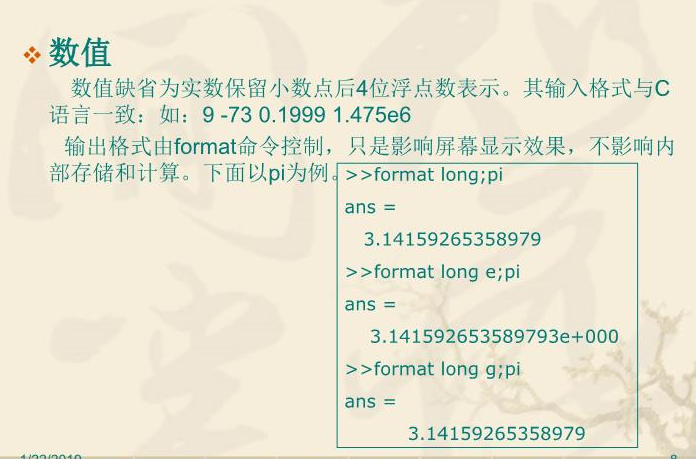 数值
数值缺省为实数保留小数点后4位浮点数表示。其输入格式与C
语言一致：如：9 -73 0.1999 1.475e6
输出格式由format命令控制，只是影响屏幕显示效果，不影响内
部存储和计算。下面以pi为例。
>>format long;pi
ans =
3.14159265358979
>>format long e;pi
ans =
3.141592653589793e+000
>>format long g;pi
ans =
3.14159265358979